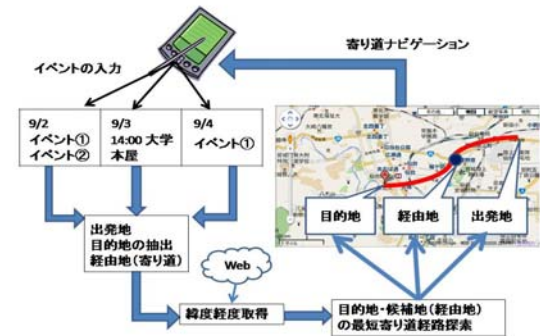 寄り道ナビゲーション
イベントの入力
9/2
イベント①
イベント②
9/3
14:00 大学
本屋
9/4
イベント①
目的地
経由地
出発地
出発地
目的地の抽出
経由地(寄り道)
Web
緯度経度取得
目的地・候補地(経由地)
の最短寄り道経路探索